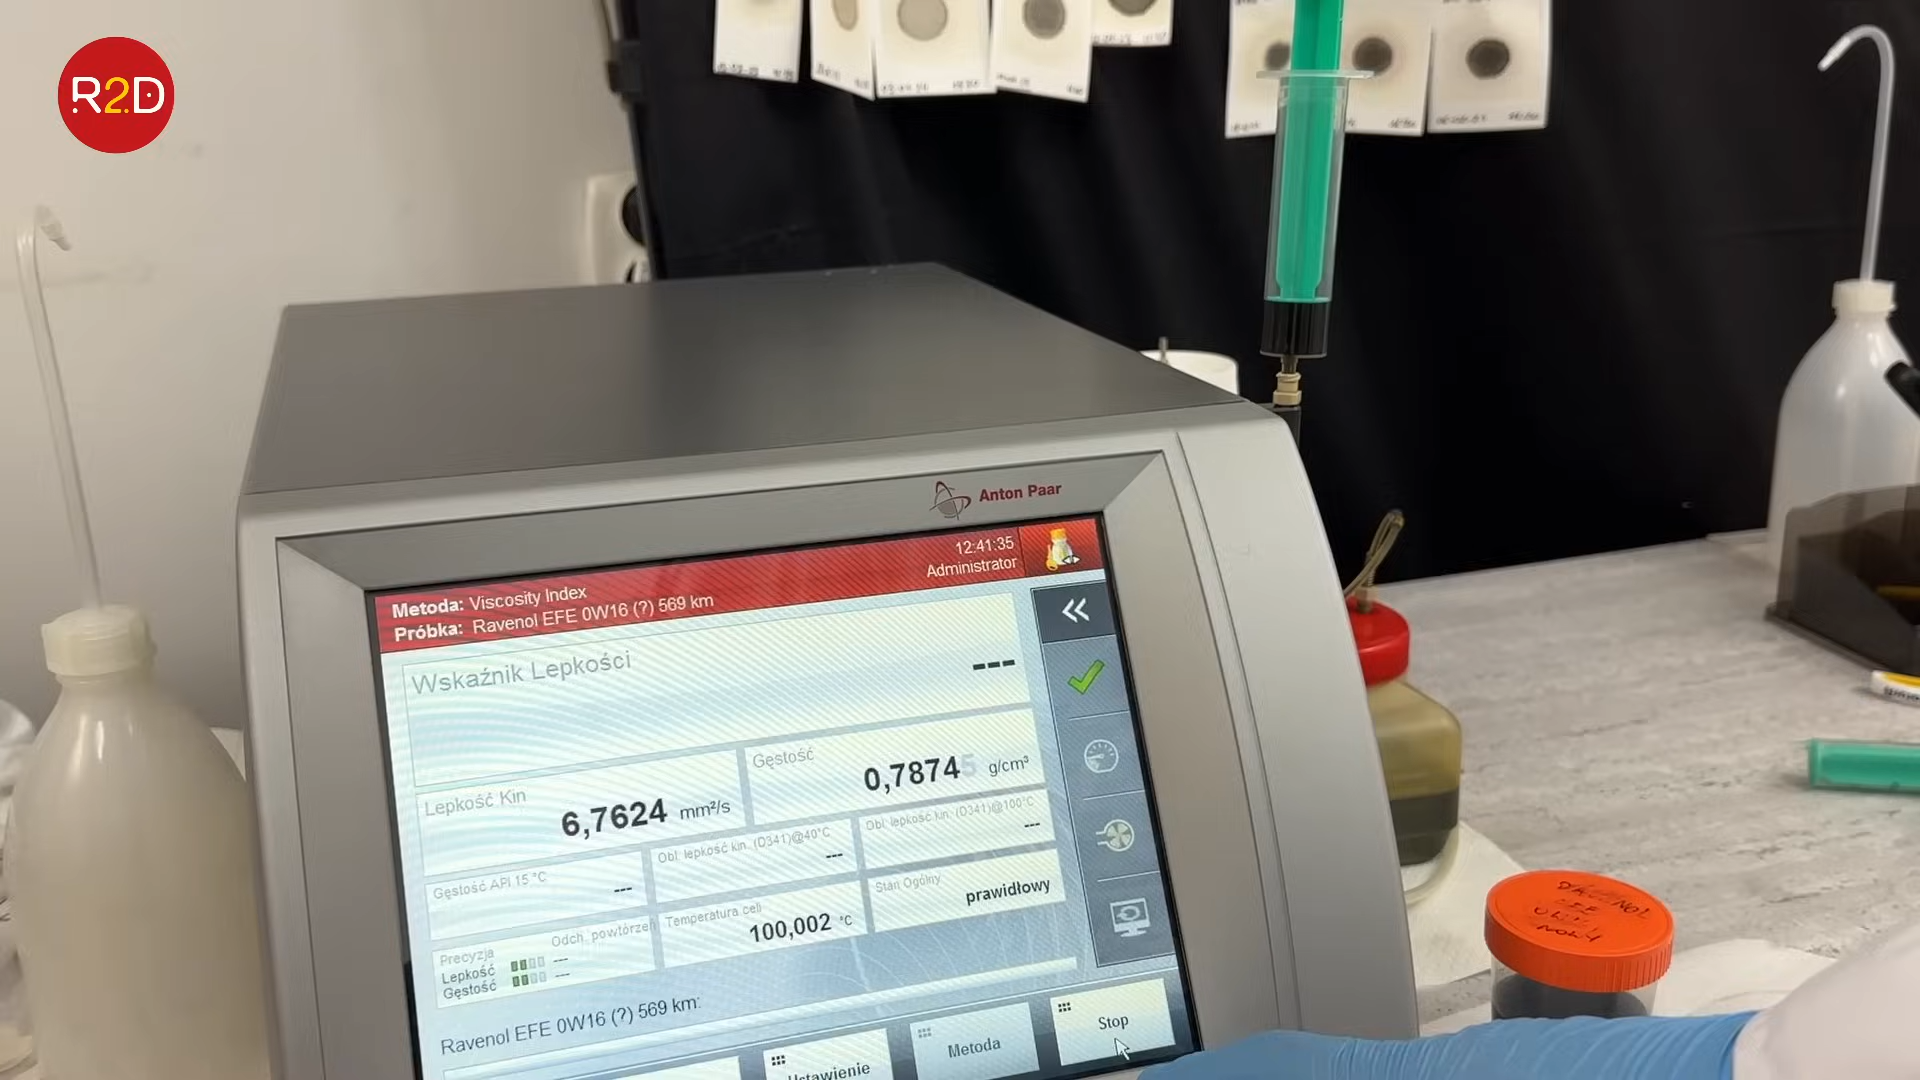 R2D
Anton Paar
12:41:35
Administrator
Metoda: Viscosity Index
Próbka: Ravenol EFE 0W16 (?) 569 km
Wskaźnik Lepkości
---
Lepkość Kin
6,7624 mm²/s
Gęstość
0,78745 g/cm³
Gęstość API 15 °C
---
Obl. lepkość kin. (D341)@40°C
---
Obl. lepkość kin. (D341)@100°C
---
Precyzja
Odch. powtórzeń
Lepkość ---
Gęstość ---
Temperatura celi
100,002 °C
Stan Ogólny
prawidłowy
Ravenol EFE 0W16 (?) 569 km:
Ustawienie
Metoda
Stop